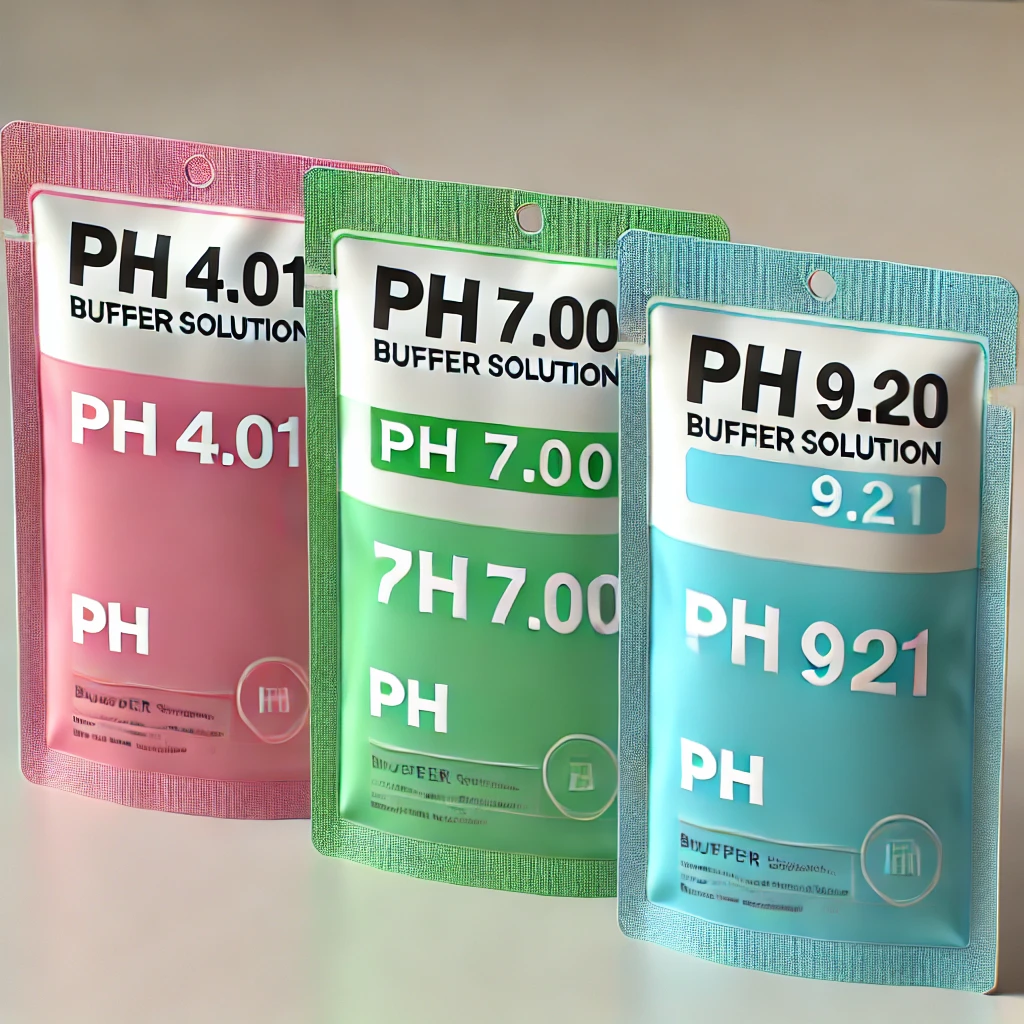 PH 4.01
BUFFER SOLUTION
PH 4.01
PH
PH 7.00
BUFFER SOLUTION
PH 7.00
7H 7.00
PH
PH 9.20
BUFFER SOLUTION
9.21
PH 921
PH